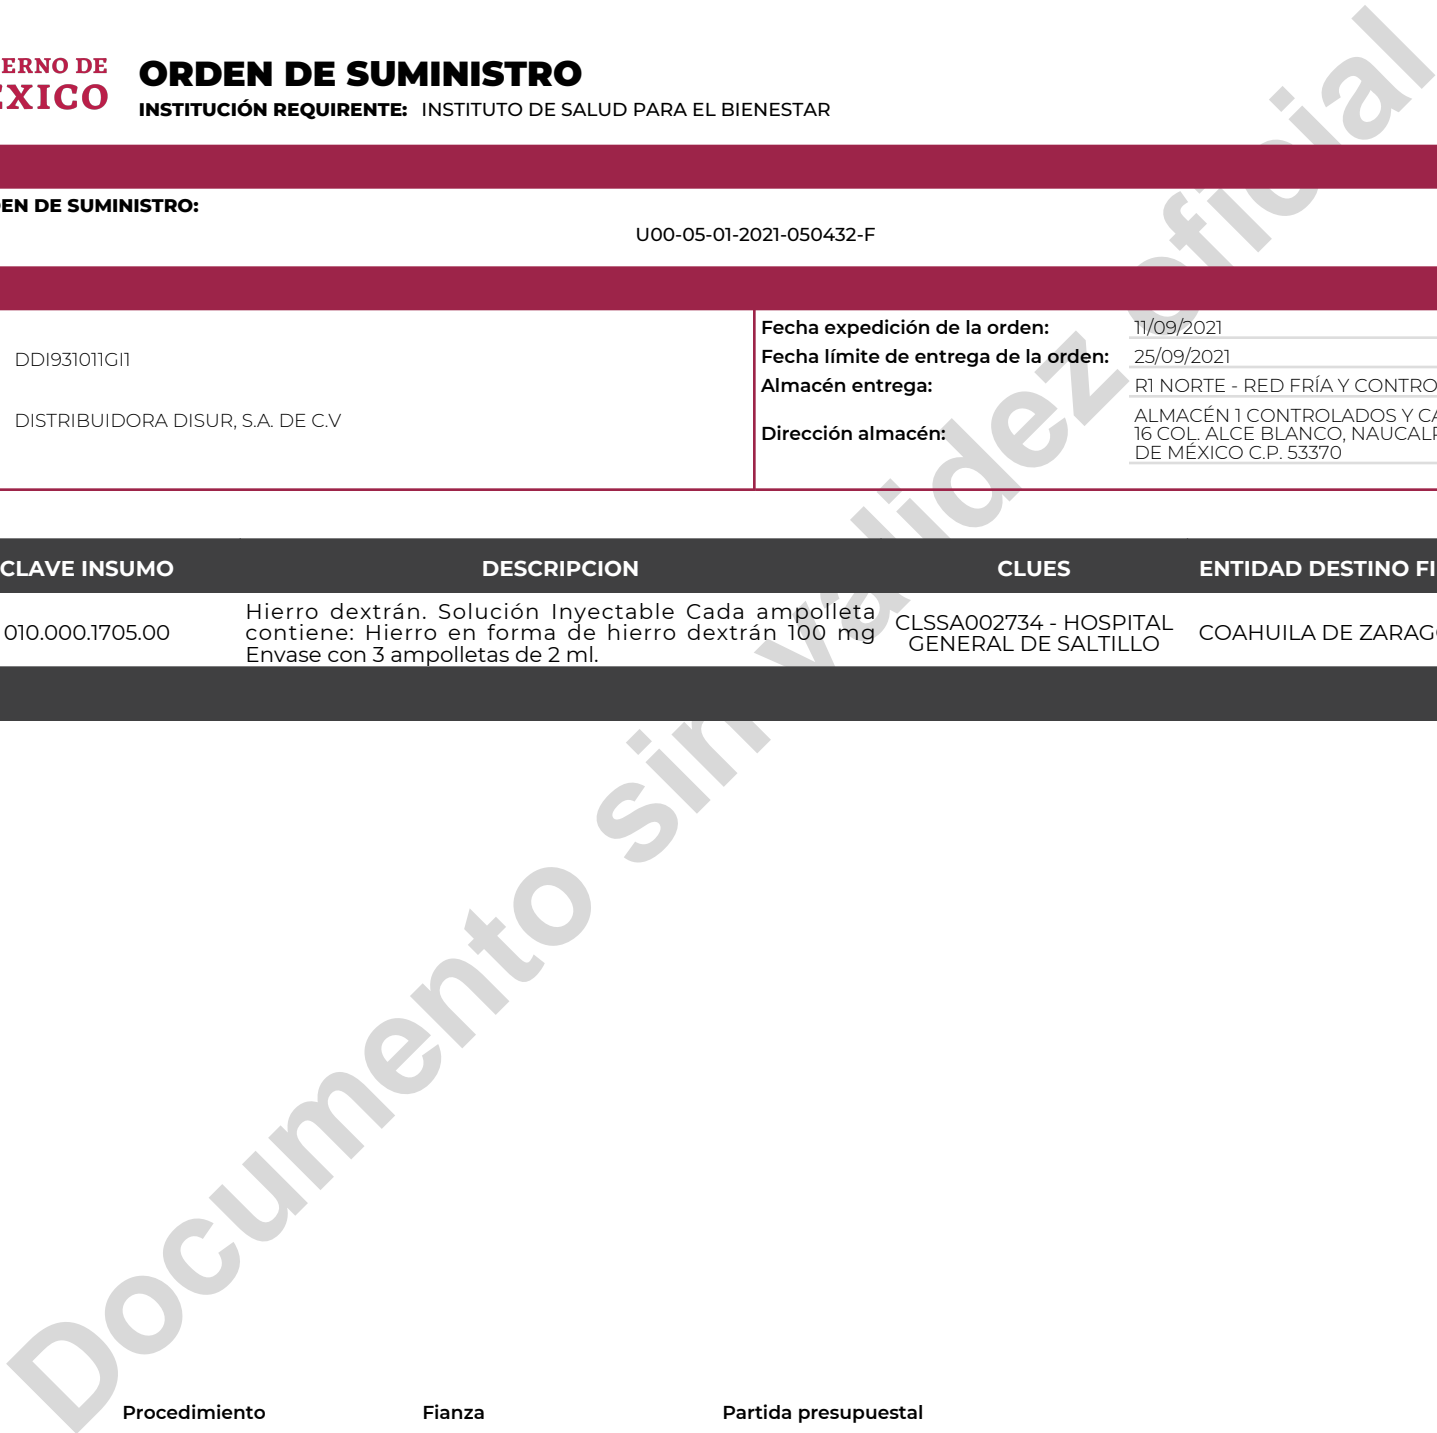 ERNO DE
ÉXICO
ORDEN DE SUMINISTRO
INSTITUCIÓN REQUIRENTE: INSTITUTO DE SALUD PARA EL BIENESTAR
EN DE SUMINISTRO:
U00-05-01-2021-050432-F
DDI931011GI1
DISTRIBUIDORA DISUR, S.A. DE C.V
Fecha expedición de la orden: 11/09/2021
Fecha límite de entrega de la orden: 25/09/2021
Almacén entrega: R1 NORTE - RED FRÍA Y CONTRO
Dirección almacén: ALMACÉN 1 CONTROLADOS Y CA
16 COL. ALCE BLANCO, NAUCALP
DE MÉXICO C.P. 53370
CLAVE INSUMO DESCRIPCION CLUES ENTIDAD DESTINO FI
010.000.1705.00
Hierro dextrán. Solución Inyectable Cada ampolleta
contiene: Hierro en forma de hierro dextrán 100 mg
Envase con 3 ampolletas de 2 ml.
CLSSA002734 - HOSPITAL
GENERAL DE SALTILLO
COAHUILA DE ZARAG
Documento sin validez oficial
Procedimiento Fianza Partida presupuestal